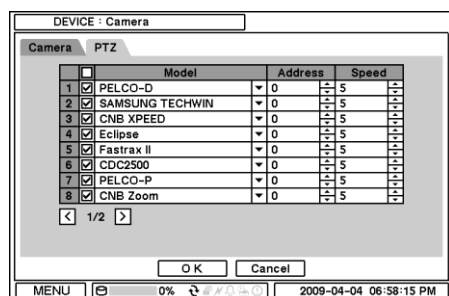 DEVICE : Camera
Camera PTZ
Model Address Speed
1 PELCO-D 0 5
2 SAMSUNG TECHWIN 0 5
3 CNB XPEED 0 5
4 Eclipse 0 5
5 Fastrax II 0 5
6 CDC2500 0 5
7 PELCO-P 0 5
8 CNB Zoom 0 5
< 1/2 >
O K Cancel
MENU 0% 2009-04-04 06:58:15 PM